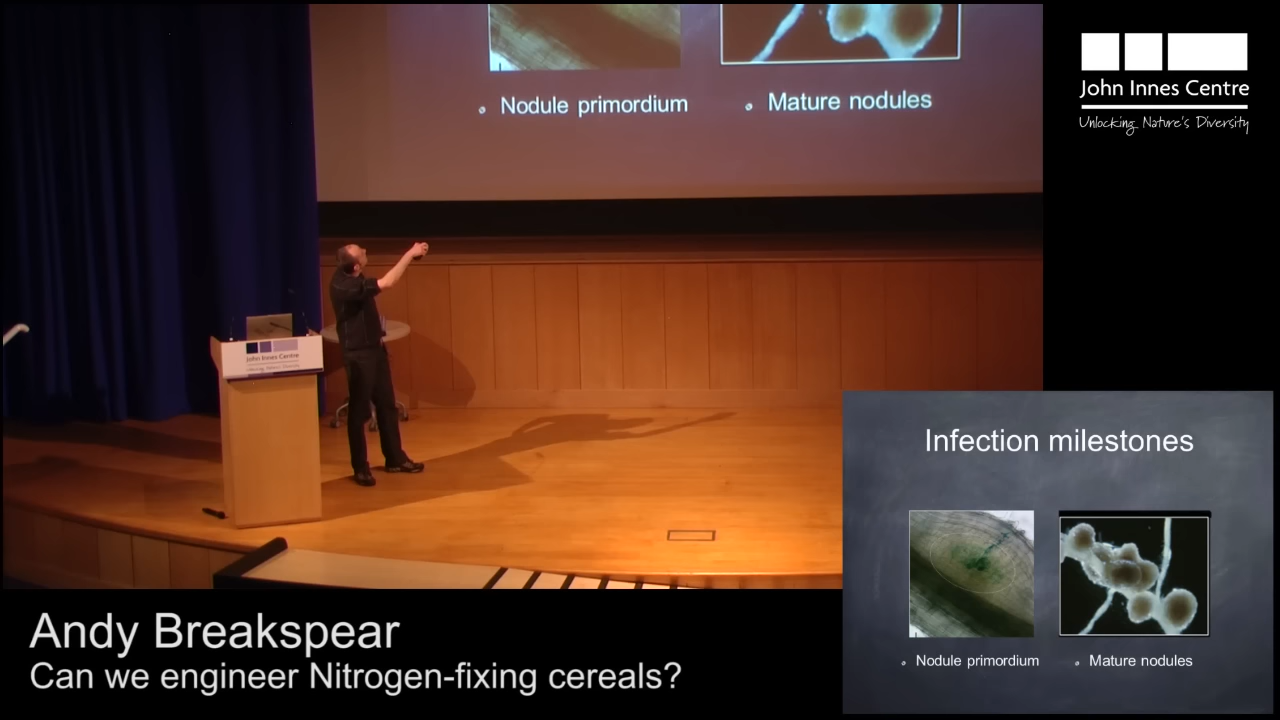 Nodule primordium
Mature nodules
John Innes Centre
Unlocking Nature's Diversity
John Innes Centre
Infection milestones
Nodule primordium
Mature nodules
Andy Breakspear
Can we engineer Nitrogen-fixing cereals?